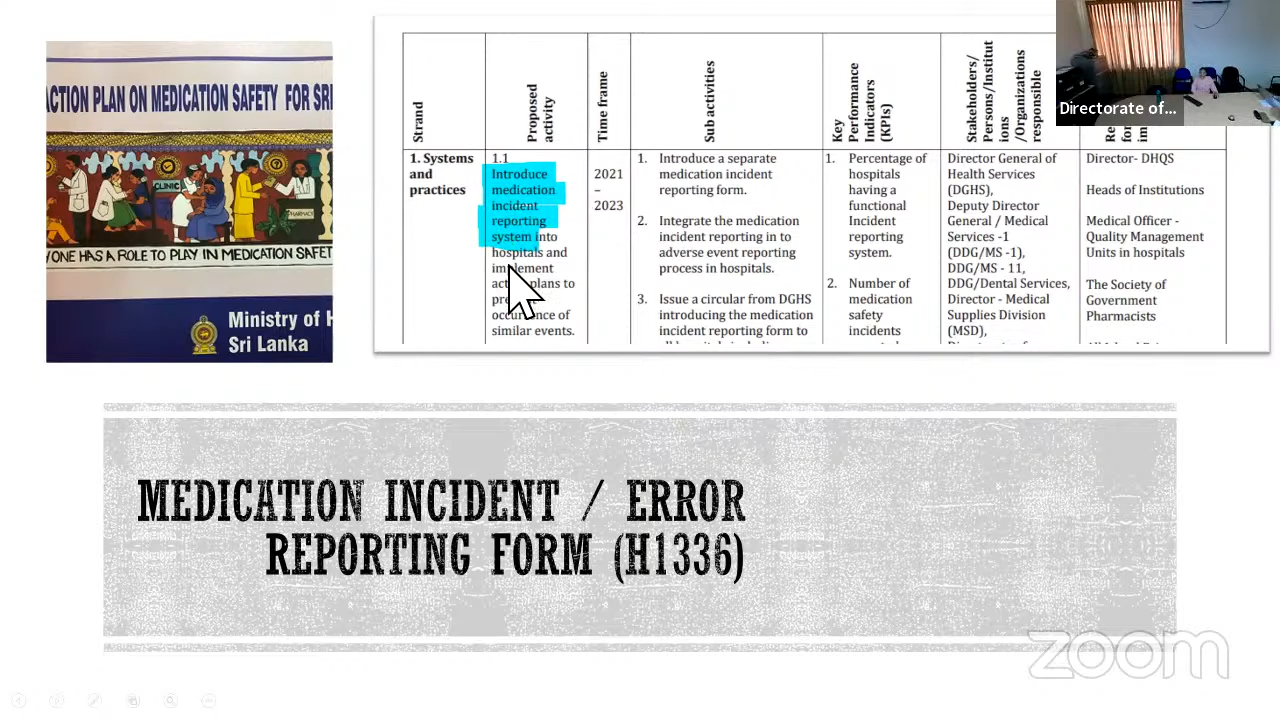 ACTION PLAN ON MEDICATION SAFETY FOR SRI
CLINIC
PHARMACY
YONE HAS A ROLE TO PLAY IN MEDICATION SAFET
Ministry of H
Sri Lanka
Strand
Proposed
activity
Time frame
Sub activities
Key
Performance
Indicators
(KPIs)
Stakeholders/
Persons/Institut
ions
/Organizations
responsible
1. Systems
and
practices
1.1
Introduce
medication
incident
reporting
system into
hospitals and
implement
plans to
of
similar events.
2021
–
2023
1. Introduce a separate
medication incident
reporting form.
2. Integrate the medication
incident reporting in to
adverse event reporting
process in hospitals.
3. Issue a circular from DGHS
introducing the medication
incident reporting form to
1. Percentage of
hospitals
having a
functional
Incident
reporting
system.
2. Number of
medication
safety
incidents
Director General of
Health Services
(DGHS),
Deputy Director
General / Medical
Services -1
(DDG/MS -1),
DDG/MS - 11,
DDG/Dental Services,
Director - Medical
Supplies Division
(MSD),
Director- DHQS
Heads of Institutions
Medical Officer -
Quality Management
Units in hospitals
The Society of
Government
Pharmacists
Directorate of...
MEDICATION INCIDENT / ERROR
REPORTING FORM (H1336)
zoom